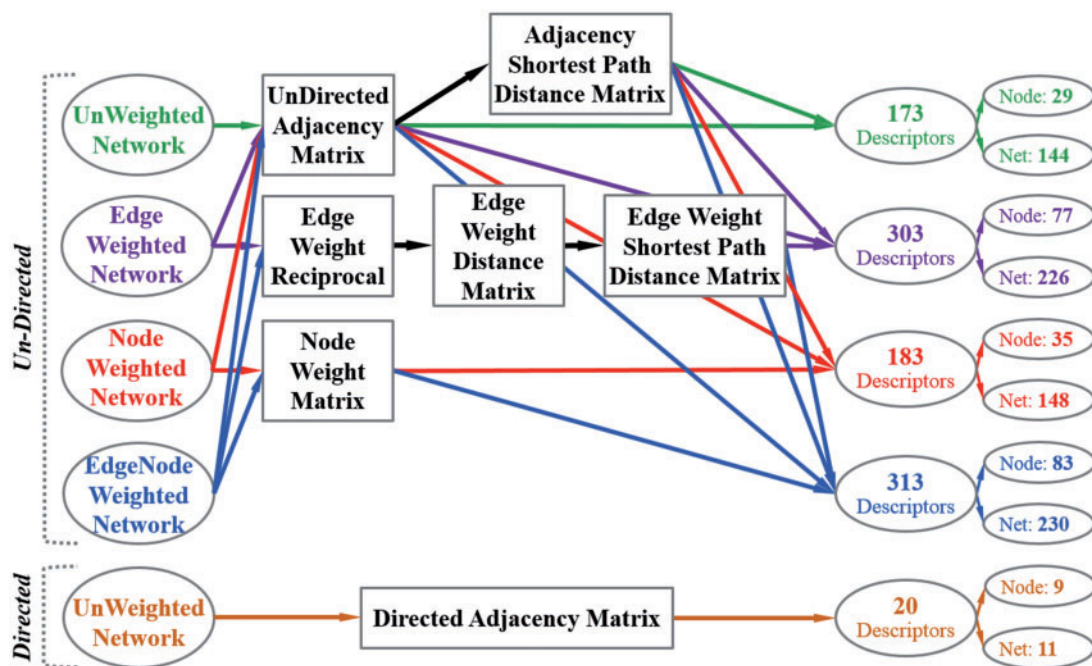 Un-Directed
UnWeighted
Network
UnDirected
Adjacency
Matrix
Adjacency
Shortest Path
Distance Matrix
173
Descriptors
Node: 29
Net: 144
Edge
Weighted
Network
Edge
Weight
Reciprocal
Edge
Weight
Distance
Matrix
Edge Weight
Shortest Path
Distance Matrix
303
Descriptors
Node: 77
Net: 226
Node
Weighted
Network
Node
Weight
Matrix
183
Descriptors
Node: 35
Net: 148
EdgeNode
Weighted
Network
313
Descriptors
Node: 83
Net: 230
Directed
UnWeighted
Network
Directed Adjacency Matrix
20
Descriptors
Node: 9
Net: 11